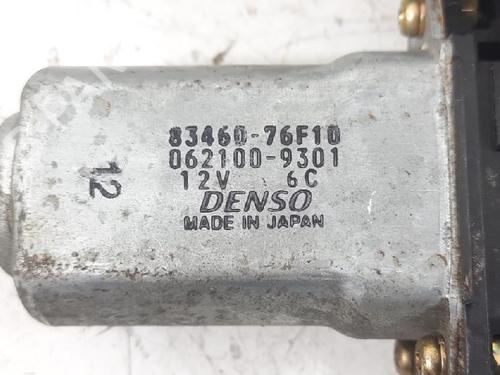 83460-76F10
062100-9301
12V 6C
DENSO
MADE IN JAPAN
12